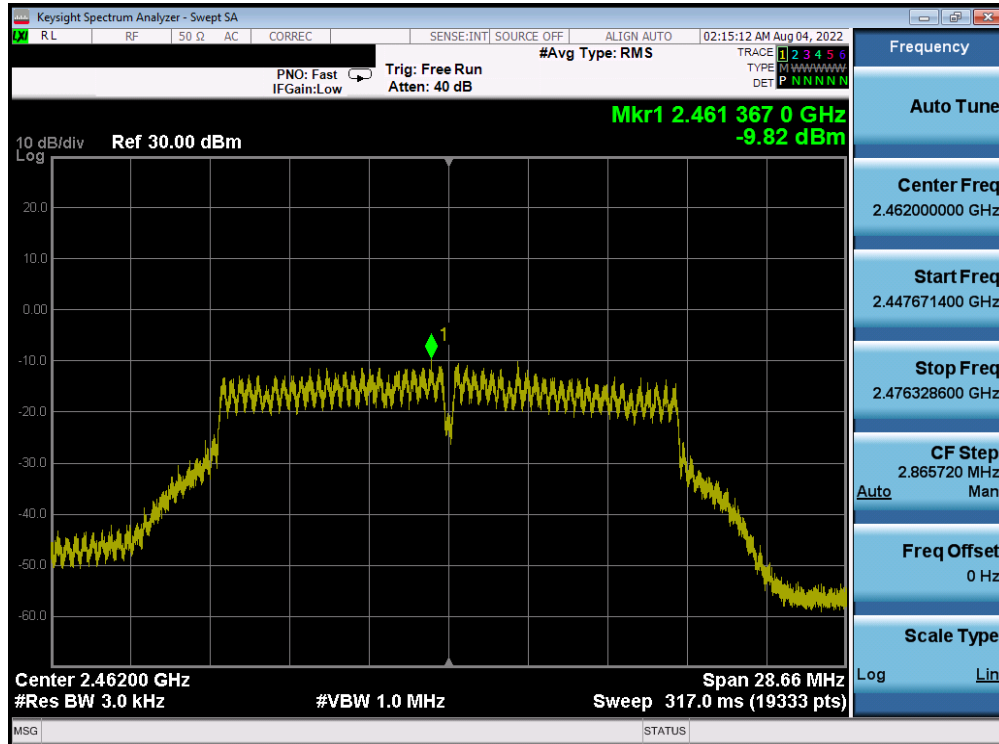 Keysight Spectrum Analyzer - Swept SA
LXI RL RF 50 Ω AC CORREC SENSE:INT SOURCE OFF ALIGN AUTO 02:15:12 AM Aug 04, 2022
#Avg Type: RMS
TRACE 1 2 3 4 5 6
TYPE M W W W W W
DET P N N N N N
PNO: Fast
IFGain:Low
Trig: Free Run
Atten: 40 dB
Mkr1 2.461 367 0 GHz
-9.82 dBm
10 dB/div
Log
Ref 30.00 dBm
20.0
10.0
0.00
-10.0
-20.0
-30.0
-40.0
-50.0
-60.0
1
Center 2.46200 GHz
Span 28.66 MHz
#Res BW 3.0 kHz
#VBW 1.0 MHz
Sweep 317.0 ms (19333 pts)
MSG
STATUS
Frequency
Auto Tune
Center Freq
2.462000000 GHz
Start Freq
2.447671400 GHz
Stop Freq
2.476328600 GHz
CF Step
2.865720 MHz
Auto Man
Freq Offset
0 Hz
Scale Type
Log Lin